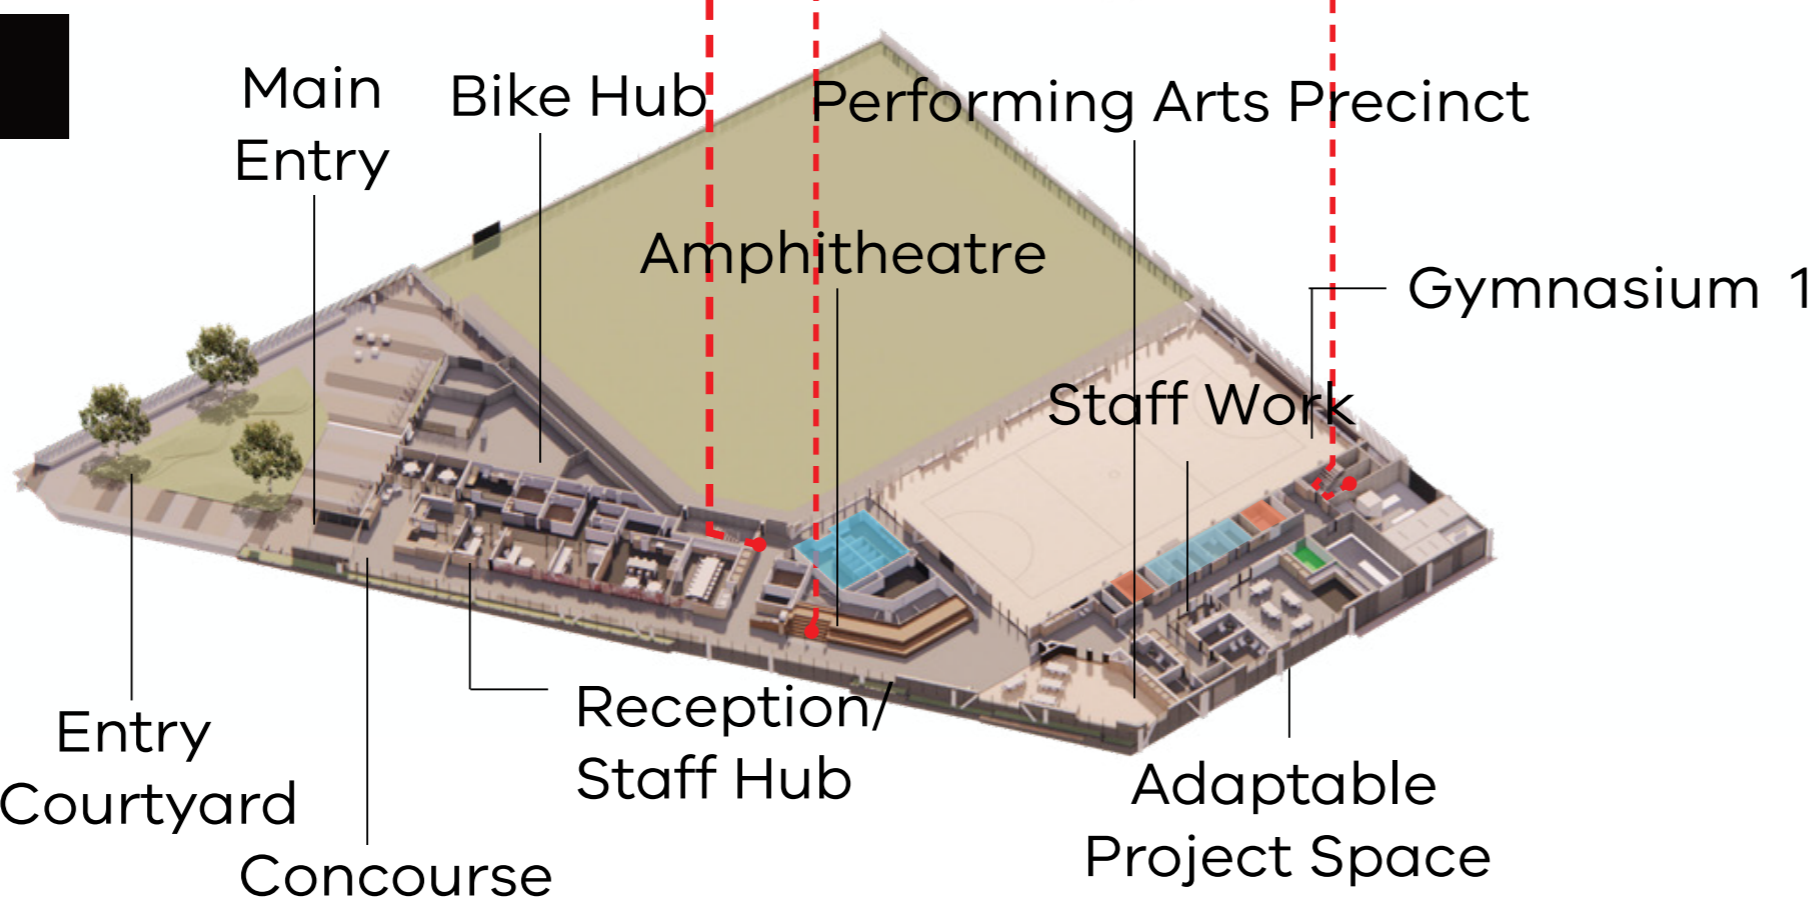 Main
Entry
Bike Hub
Performing Arts Precinct
Amphitheatre
Gymnasium 1
Staff Work
Entry
Courtyard
Concourse
Reception/
Staff Hub
Adaptable
Project Space